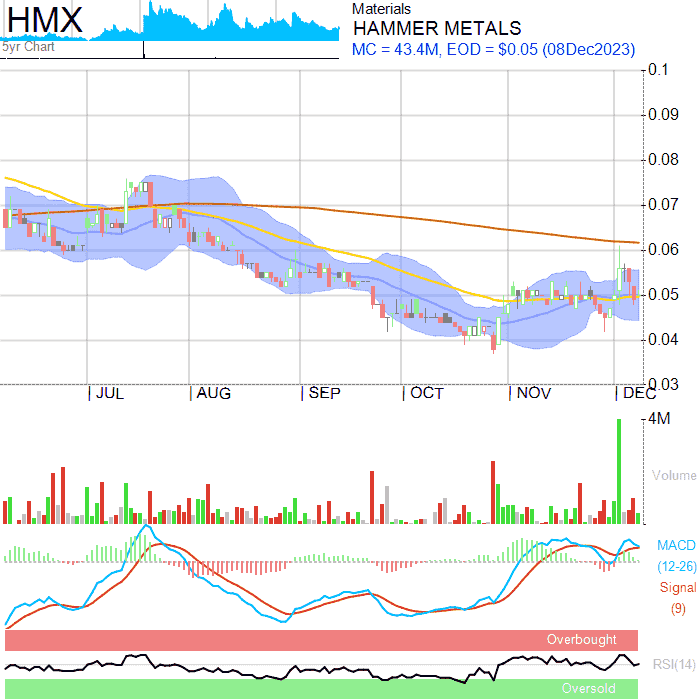 HMX
5yr Chart
Materials
HAMMER METALS
MC = 43.4M, EOD = $0.05 (08Dec2023)
0.1
0.09
0.08
0.07
0.06
0.05
0.04
0.03
JUL AUG SEP OCT NOV DEC
4M
Volume
MACD
(12-26)
Signal
(9)
Overbought
RSI(14)
Oversold